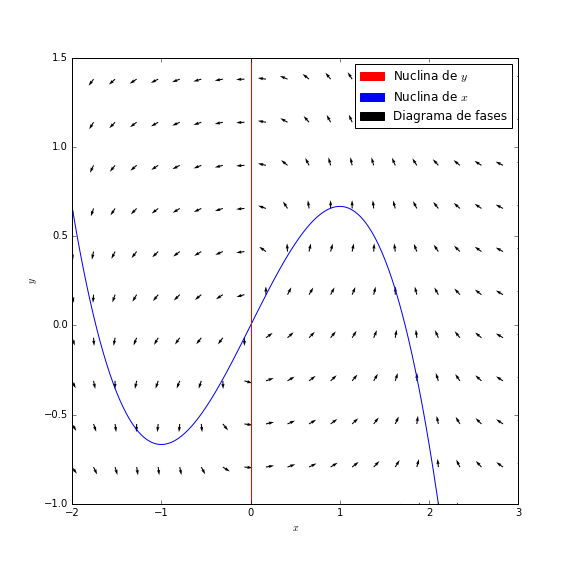 1.5
Nuclina de y
Nuclina de x
Diagrama de fases
1.0
0.5
y
0.0
−0.5
−1.0
−2 −1 0 1 2 3
x